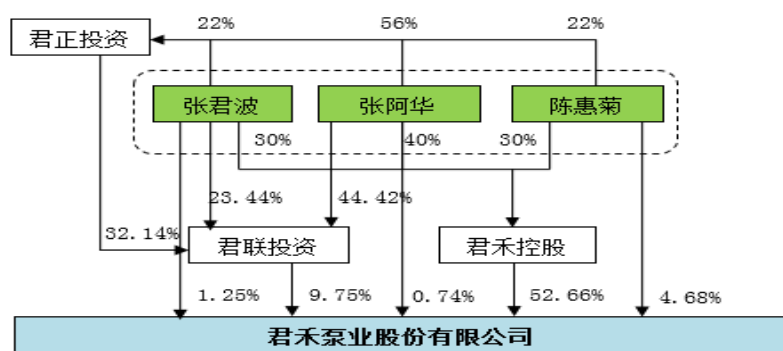 22%
56%
22%
君正投资
张君波
张阿华
陈惠菊
30%
40%
30%
23.44%
44.42%
32.14%
君联投资
君禾控股
1.25%
9.75%
0.74%
52.66%
4.68%
君禾泵业股份有限公司